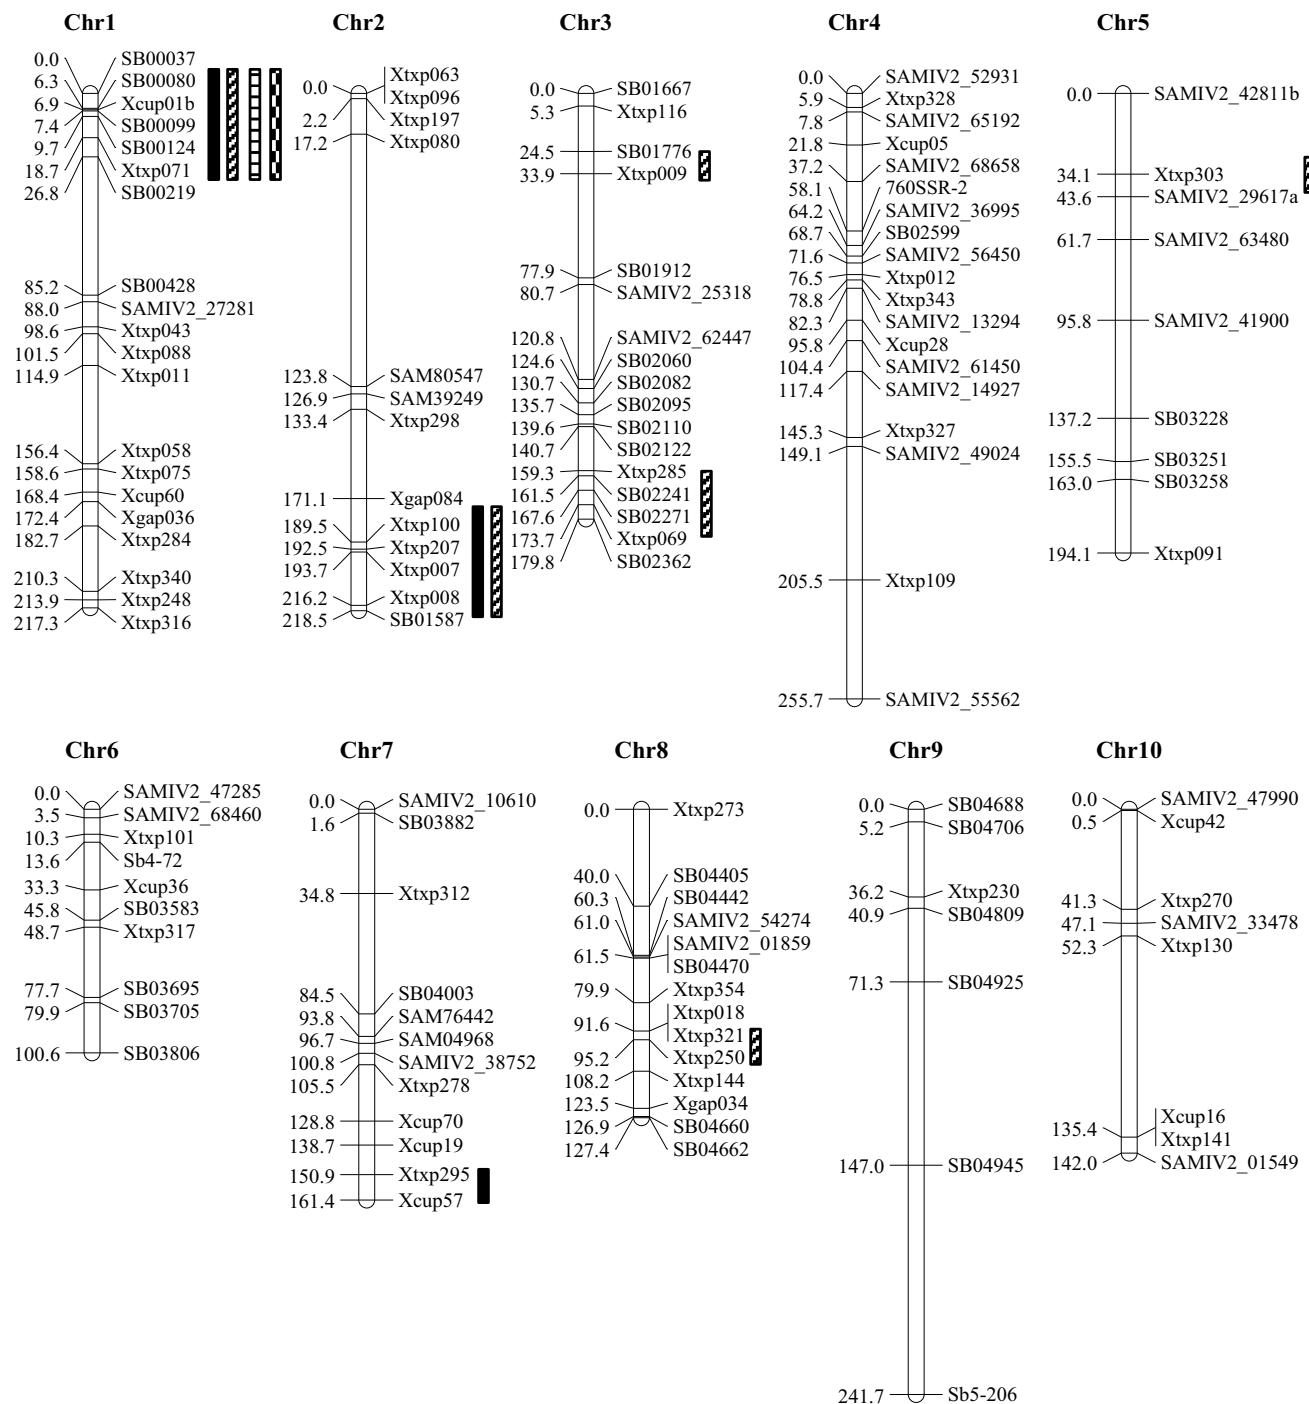 Chr1
0.0 SB00037
6.3 SB00080
6.9 Xcup01b
7.4 SB00099
9.7 SB00124
18.7 Xtxp071
26.8 SB00219
85.2 SB00428
88.0 SAMIV2_27281
98.6 Xtxp043
101.5 Xtxp088
114.9 Xtxp011
156.4 Xtxp058
158.6 Xtxp075
168.4 Xcup60
172.4 Xgap036
182.7 Xtxp284
210.3 Xtxp340
213.9 Xtxp248
217.3 Xtxp316
Chr2
Xtxp063
0.0 Xtxp096
2.2 Xtxp197
17.2 Xtxp080
123.8 SAM80547
126.9 SAM39249
133.4 Xtxp298
171.1 Xgap084
189.5 Xtxp100
192.5 Xtxp207
193.7 Xtxp007
216.2 Xtxp008
218.5 SB01587
Chr3
0.0 SB01667
5.3 Xtxp116
24.5 SB01776
33.9 Xtxp009
77.9 SB01912
80.7 SAMIV2_25318
120.8 SAMIV2_62447
124.6 SB02060
130.7 SB02082
135.7 SB02095
139.6 SB02110
140.7 SB02122
159.3 Xtxp285
161.5 SB02241
167.6 SB02271
173.7 Xtxp069
179.8 SB02362
Chr4
0.0 SAMIV2_52931
5.9 Xtxp328
7.8 SAMIV2_65192
21.8 Xcup05
37.2 SAMIV2_68658
58.1 760SSR-2
64.2 SAMIV2_36995
68.7 SB02599
71.6 SAMIV2_56450
76.5 Xtxp012
78.8 Xtxp343
82.3 SAMIV2_13294
95.8 Xcup28
104.4 SAMIV2_61450
117.4 SAMIV2_14927
145.3 Xtxp327
149.1 SAMIV2_49024
205.5 Xtxp109
255.7 SAMIV2_55562
Chr5
0.0 SAMIV2_42811b
34.1 Xtxp303
43.6 SAMIV2_29617a
61.7 SAMIV2_63480
95.8 SAMIV2_41900
137.2 SB03228
155.5 SB03251
163.0 SB03258
194.1 Xtxp091
Chr6
0.0 SAMIV2_47285
3.5 SAMIV2_68460
10.3 Xtxp101
13.6 Sb4-72
33.3 Xcup36
45.8 SB03583
48.7 Xtxp317
77.7 SB03695
79.9 SB03705
100.6 SB03806
Chr7
0.0 SAMIV2_10610
1.6 SB03882
34.8 Xtxp312
84.5 SB04003
93.8 SAM76442
96.7 SAM04968
100.8 SAMIV2_38752
105.5 Xtxp278
128.8 Xcup70
138.7 Xcup19
150.9 Xtxp295
161.4 Xcup57
Chr8
0.0 Xtxp273
40.0 SB04405
60.3 SB04442
61.0 SAMIV2_54274
SAMIV2_01859
61.5 SB04470
79.9 Xtxp354
Xtxp018
91.6 Xtxp321
95.2 Xtxp250
108.2 Xtxp144
123.5 Xgap034
126.9 SB04660
127.4 SB04662
Chr9
0.0 SB04688
5.2 SB04706
36.2 Xtxp230
40.9 SB04809
71.3 SB04925
147.0 SB04945
241.7 Sb5-206
Chr10
0.0 SAMIV2_47990
0.5 Xcup42
41.3 Xtxp270
47.1 SAMIV2_33478
52.3 Xtxp130
Xcup16
135.4 Xtxp141
142.0 SAMIV2_01549